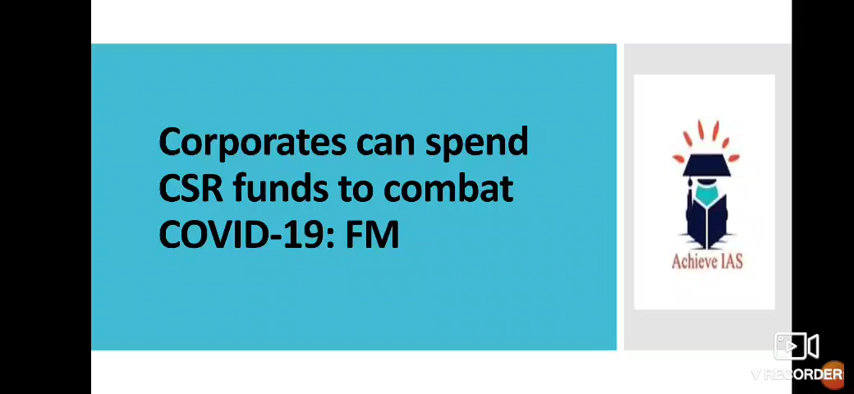 Corporates can spend
CSR funds to combat
COVID-19: FM
Achieve IAS
V RECORDER